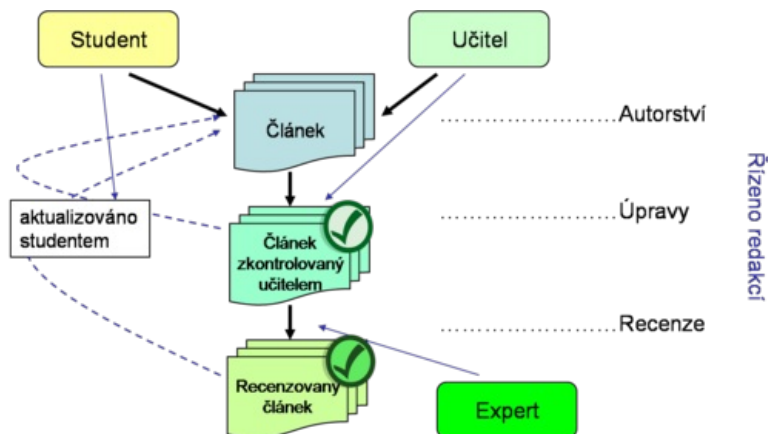 Student
Učitel
Článek
Autorství
aktualizováno
studentem
Článek
zkontrolovaný
učitelem
Úpravy
Řízeno redakcí
Recenze
Recenzovaný
článek
Expert